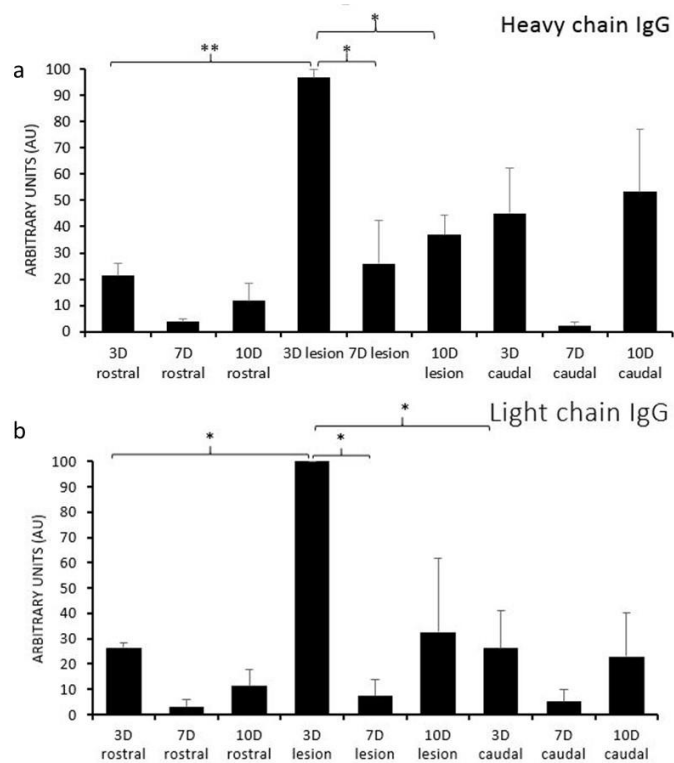 Heavy chain IgG
a
**
*
*
ARBITRARY UNITS (AU)
100
90
80
70
60
50
40
30
20
10
0
3D rostral
7D rostral
10D rostral
3D lesion
7D lesion
10D lesion
3D caudal
7D caudal
10D caudal
Light chain IgG
b
*
*
*
ARBITRARY UNITS (AU)
100
90
80
70
60
50
40
30
20
10
0
3D rostral
7D rostral
10D rostral
3D lesion
7D lesion
10D lesion
3D caudal
7D caudal
10D caudal